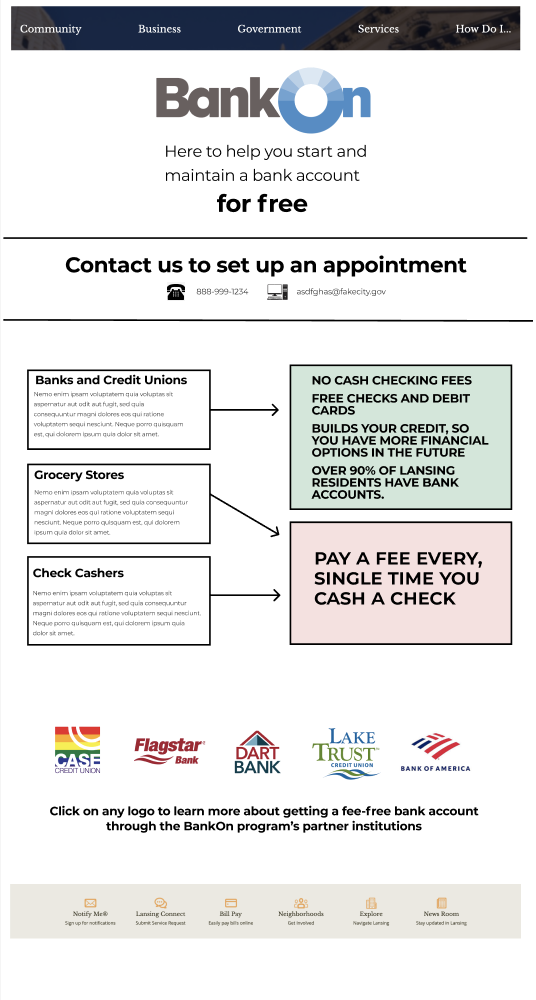 Community Business Government Services How Do I...
BankOn
Here to help you start and
maintain a bank account
for free
Contact us to set up an appointment
888-999-1234 asdfghas@fakecity.gov
Banks and Credit Unions
Nemo enim ipsam voluptatem quia voluptas sit
aspernatur aut odit aut fugit, sed quia
consequuntur magni dolores eos qui ratione
voluptatem sequi nesciunt. Neque porro quisquam
est, qui dolorem ipsum quia dolor sit amet.
Grocery Stores
Nemo enim ipsam voluptatem quia voluptas sit
aspernatur aut odit aut fugit, sed quia consequuntur
magni dolores eos qui ratione voluptatem sequi
nesciunt. Neque porro quisquam est, qui dolorem
ipsum quia dolor sit amet.
Check Cashers
Nemo enim ipsam voluptatem quia voluptas sit
aspernatur aut odit aut fugit, sed quia consequuntur
magni dolores eos qui ratione voluptatem sequi nesciunt.
Neque porro quisquam est, qui dolorem ipsum quia
dolor sit amet.
NO CASH CHECKING FEES
FREE CHECKS AND DEBIT
CARDS
BUILDS YOUR CREDIT, SO
YOU HAVE MORE FINANCIAL
OPTIONS IN THE FUTURE
OVER 90% OF LANSING
RESIDENTS HAVE BANK
ACCOUNTS.
PAY A FEE EVERY,
SINGLE TIME YOU
CASH A CHECK
CASE
CREDIT UNION
Flagstar
Bank
DART
BANK
LAKE
TRUST
CREDIT UNION
BANK OF AMERICA
Click on any logo to learn more about getting a fee-free bank account
through the BankOn program's partner institutions
Notify Me® Lansing Connect Bill Pay Neighborhoods Explore News Room
Sign up for notifications Submit Service Request Easily pay bills online Get Involved Navigate Lansing Stay updated in Lansing